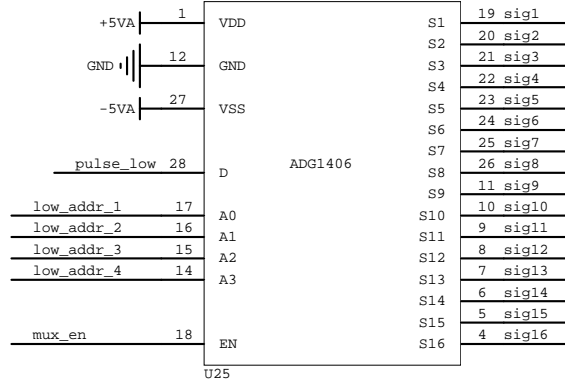 +5VA 1 VDD S1 19 sig1
S2 20 sig2
GND 12 GND S3 21 sig3
S4 22 sig4
-5VA 27 VSS S5 23 sig5
S6 24 sig6
S7 25 sig7
pulse_low 28 D ADG1406 S8 26 sig8
S9 11 sig9
low_addr_1 17 A0 S10 10 sig10
low_addr_2 16 A1 S11 9 sig11
low_addr_3 15 A2 S12 8 sig12
low_addr_4 14 A3 S13 7 sig13
S14 6 sig14
S15 5 sig15
mux_en 18 EN S16 4 sig16
U25